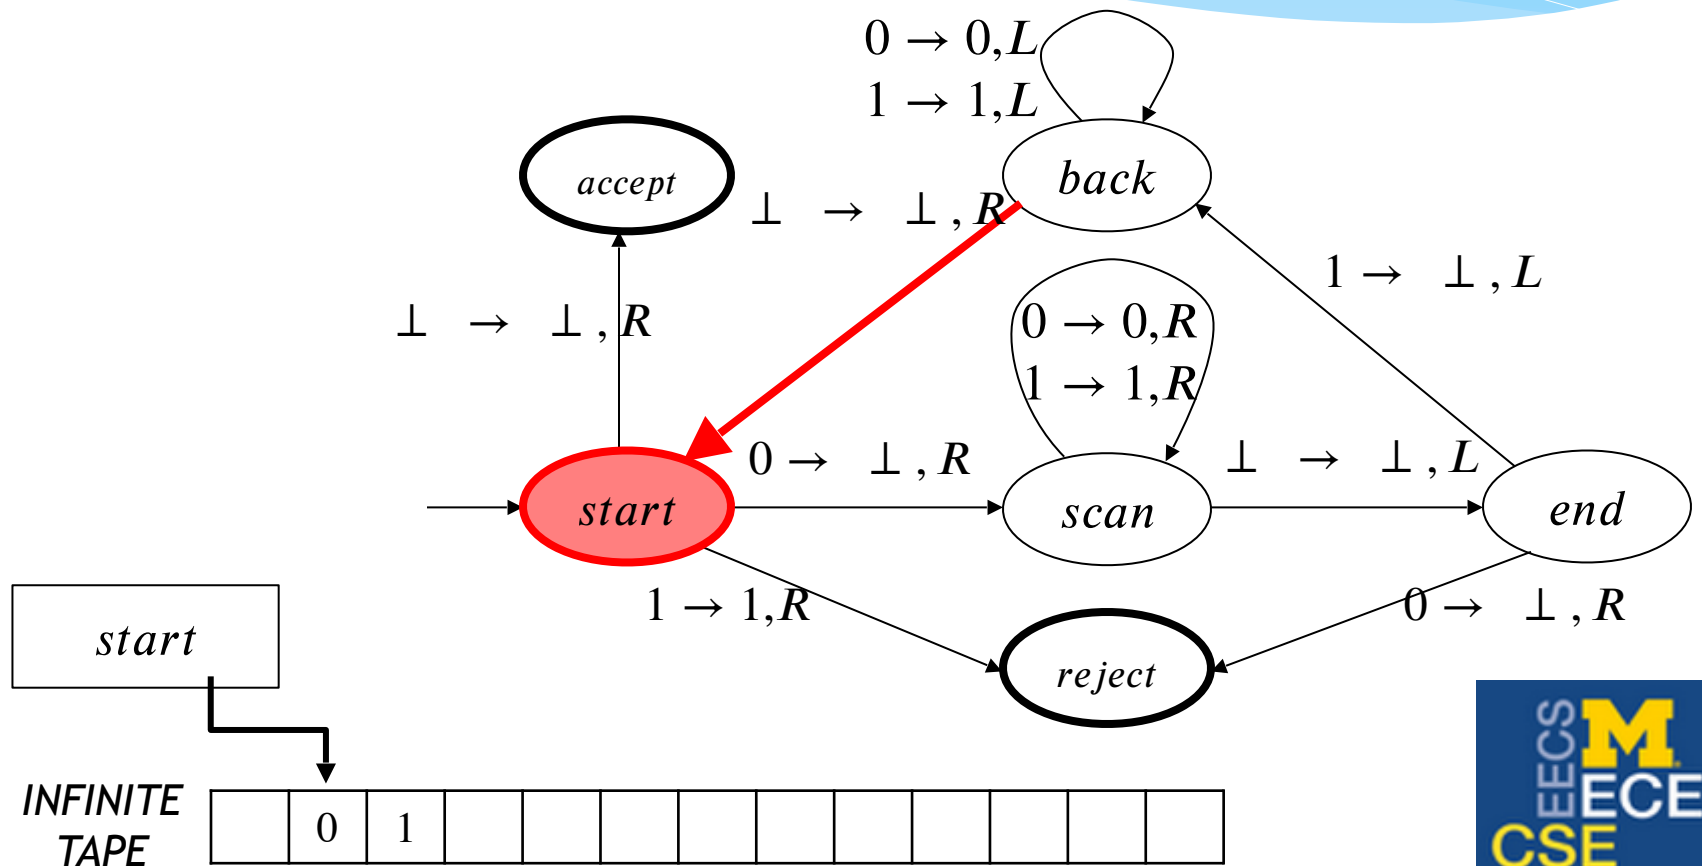 0 → 0,L
1 → 1,L
accept
back
⊥ → ⊥ , R
1 → ⊥ , L
⊥ → ⊥ , R
0 → 0,R
1 → 1,R
0 → ⊥ , R
⊥ → ⊥ , L
start
scan
end
1 → 1,R
0 → ⊥ , R
start
reject
INFINITE
TAPE
0 1
EECS
M
ECE
CSE